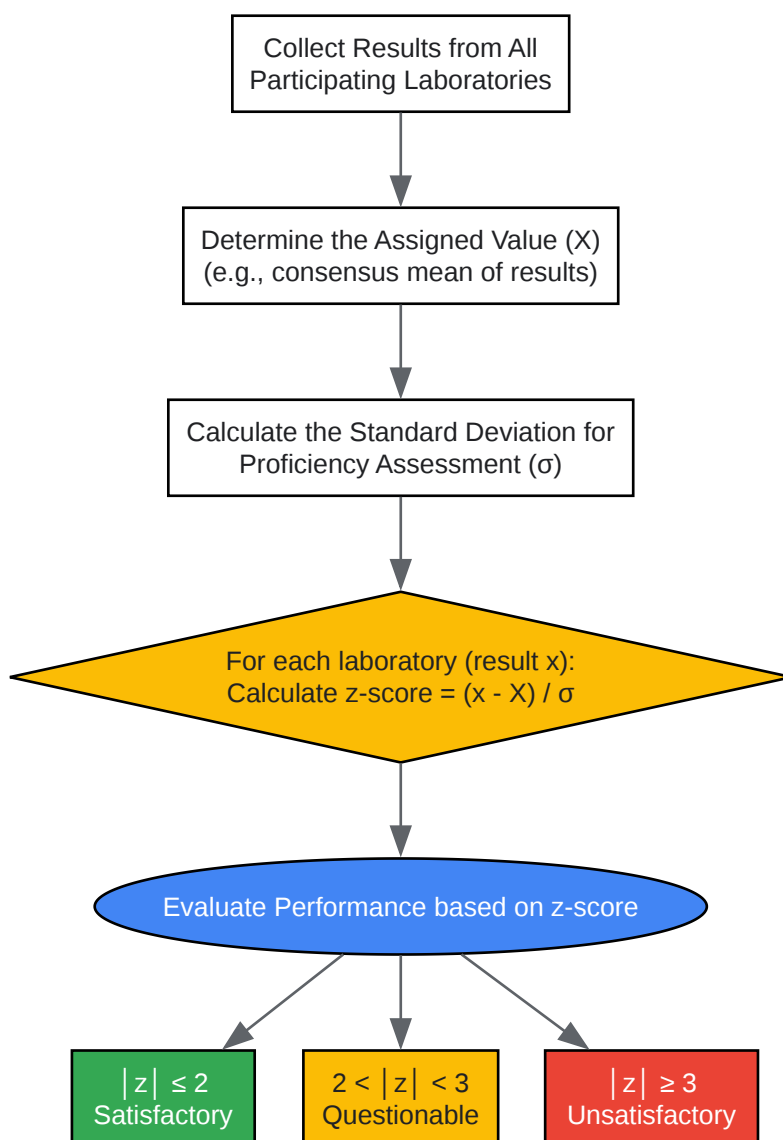 Collect Results from All
Participating Laboratories
Determine the Assigned Value (X)
(e.g., consensus mean of results)
Calculate the Standard Deviation for
Proficiency Assessment (σ)
For each laboratory (result x):
Calculate z-score = (x - X) / σ
Evaluate Performance based on z-score
|z| ≤ 2
Satisfactory
2 < |z| < 3
Questionable
|z| ≥ 3
Unsatisfactory